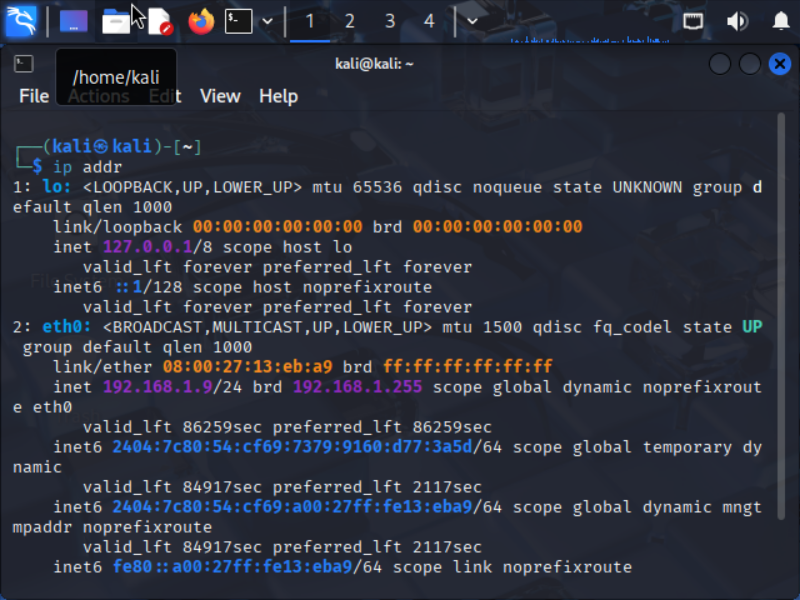 1 2 3 4
/home/kali
kali@kali: ~
File Actions Edit View Help
┌──(kali㉿kali)-[~]
└─$ ip addr
1: lo: <LOOPBACK,UP,LOWER_UP> mtu 65536 qdisc noqueue state UNKNOWN group d
efault qlen 1000
    link/loopback 00:00:00:00:00:00 brd 00:00:00:00:00:00
    inet 127.0.0.1/8 scope host lo
       valid_lft forever preferred_lft forever
    inet6 ::1/128 scope host noprefixroute
       valid_lft forever preferred_lft forever
2: eth0: <BROADCAST,MULTICAST,UP,LOWER_UP> mtu 1500 qdisc fq_codel state UP
 group default qlen 1000
    link/ether 08:00:27:13:eb:a9 brd ff:ff:ff:ff:ff:ff
    inet 192.168.1.9/24 brd 192.168.1.255 scope global dynamic noprefixrout
e eth0
       valid_lft 86259sec preferred_lft 86259sec
    inet6 2404:7c80:54:cf69:7379:9160:d77:3a5d/64 scope global temporary dy
namic
       valid_lft 84917sec preferred_lft 2117sec
    inet6 2404:7c80:54:cf69:a00:27ff:fe13:eba9/64 scope global dynamic mngt
mpaddr noprefixroute
       valid_lft 84917sec preferred_lft 2117sec
    inet6 fe80::a00:27ff:fe13:eba9/64 scope link noprefixroute